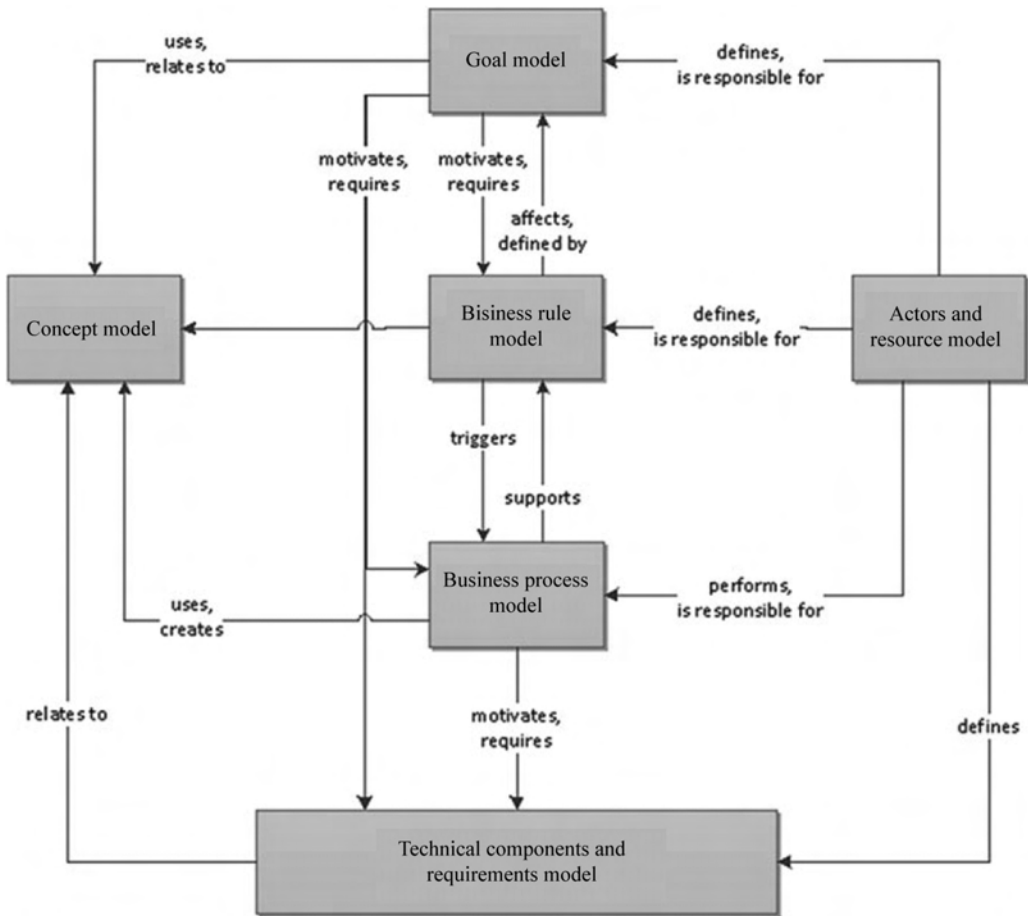 uses,
relates to
Goal model
defines,
is responsible for
motivates,
requires
motivates,
requires
affects,
defined by
Concept model
Bisiness rule
model
defines,
is responsible for
Actors and
resource model
triggers
supports
Business process
model
performs,
is responsible for
uses,
creates
relates to
motivates,
requires
defines
Technical components and
requirements model